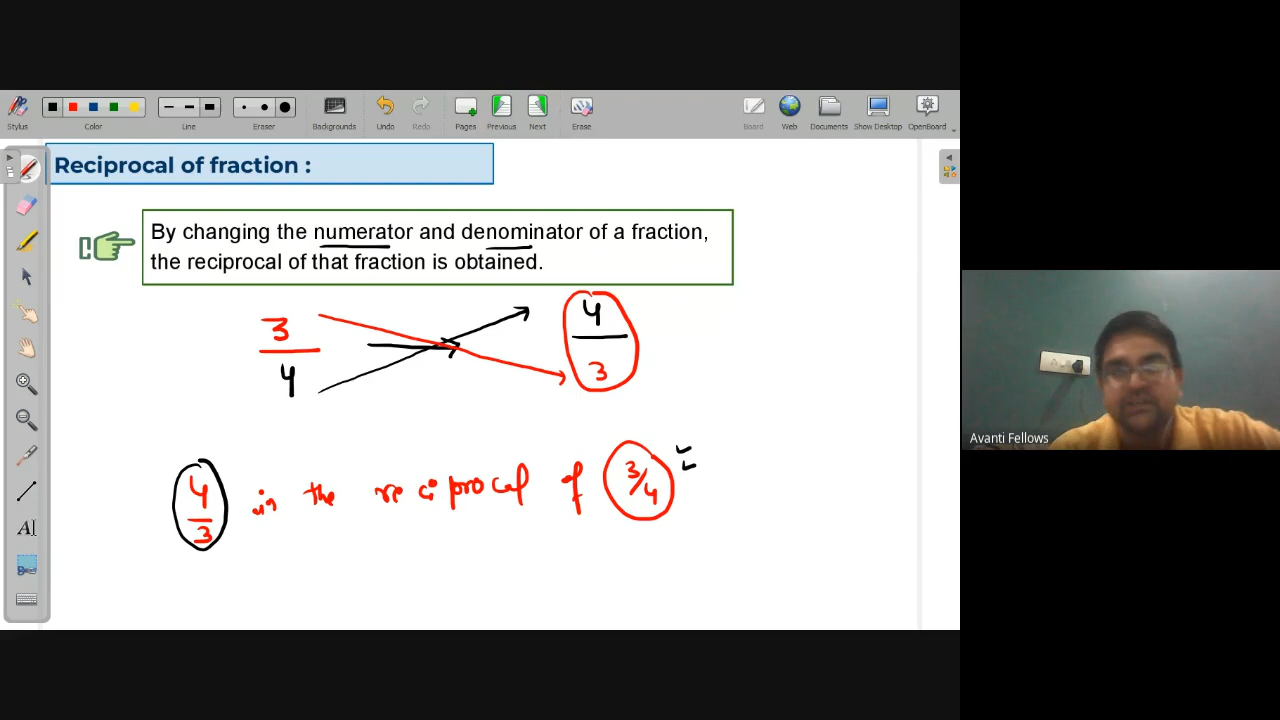 Stylus Color Line Eraser Backgrounds Undo Redo Pages Previous Next Erase Board Web Documents Show Desktop OpenBoard
Reciprocal of fraction :
By changing the numerator and denominator of a fraction,
the reciprocal of that fraction is obtained.
3/4 4/3
4/3 is the reciprocal of 3/4
Avanti Fellows